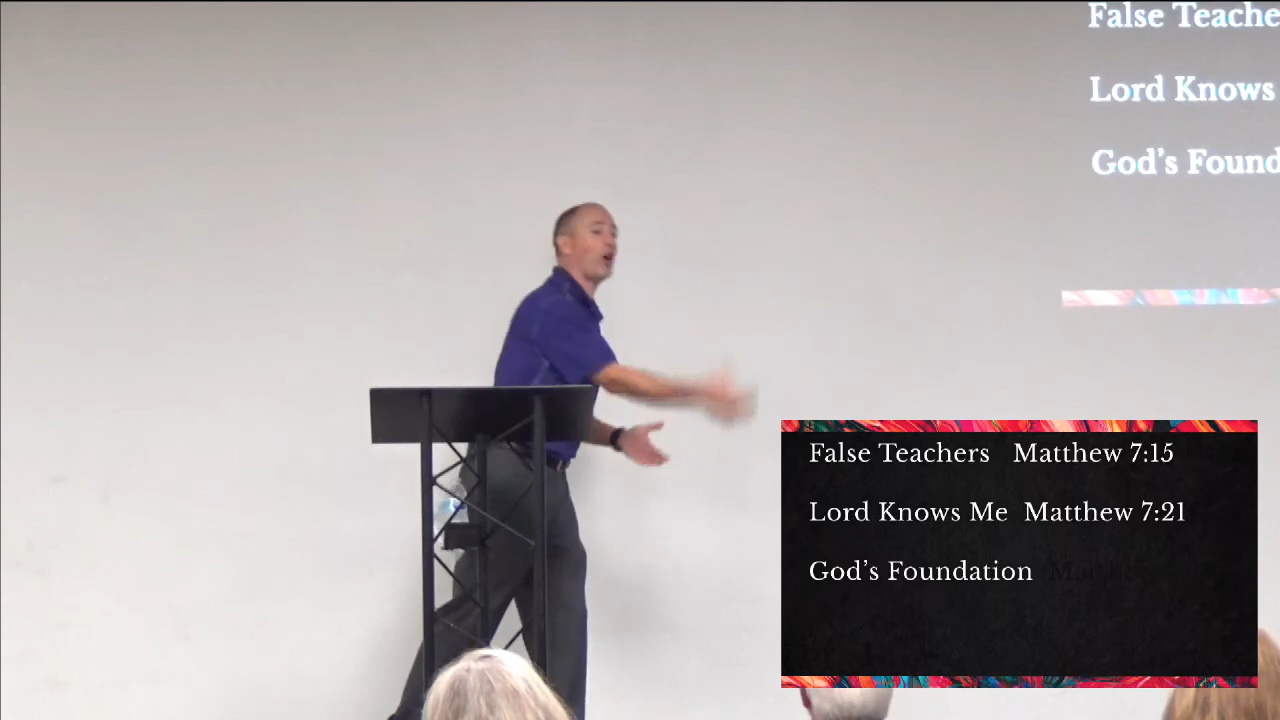 False Teache
Lord Knows
God's Found
False Teachers Matthew 7:15
Lord Knows Me Matthew 7:21
God's Foundation